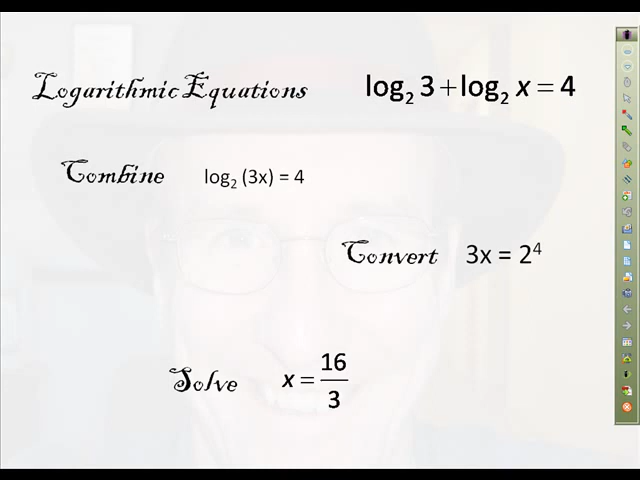 Logarithmic Equations log₂ 3 + log₂ x = 4
Combine log₂ (3x) = 4
Convert 3x = 2⁴
Solve x = 16/3